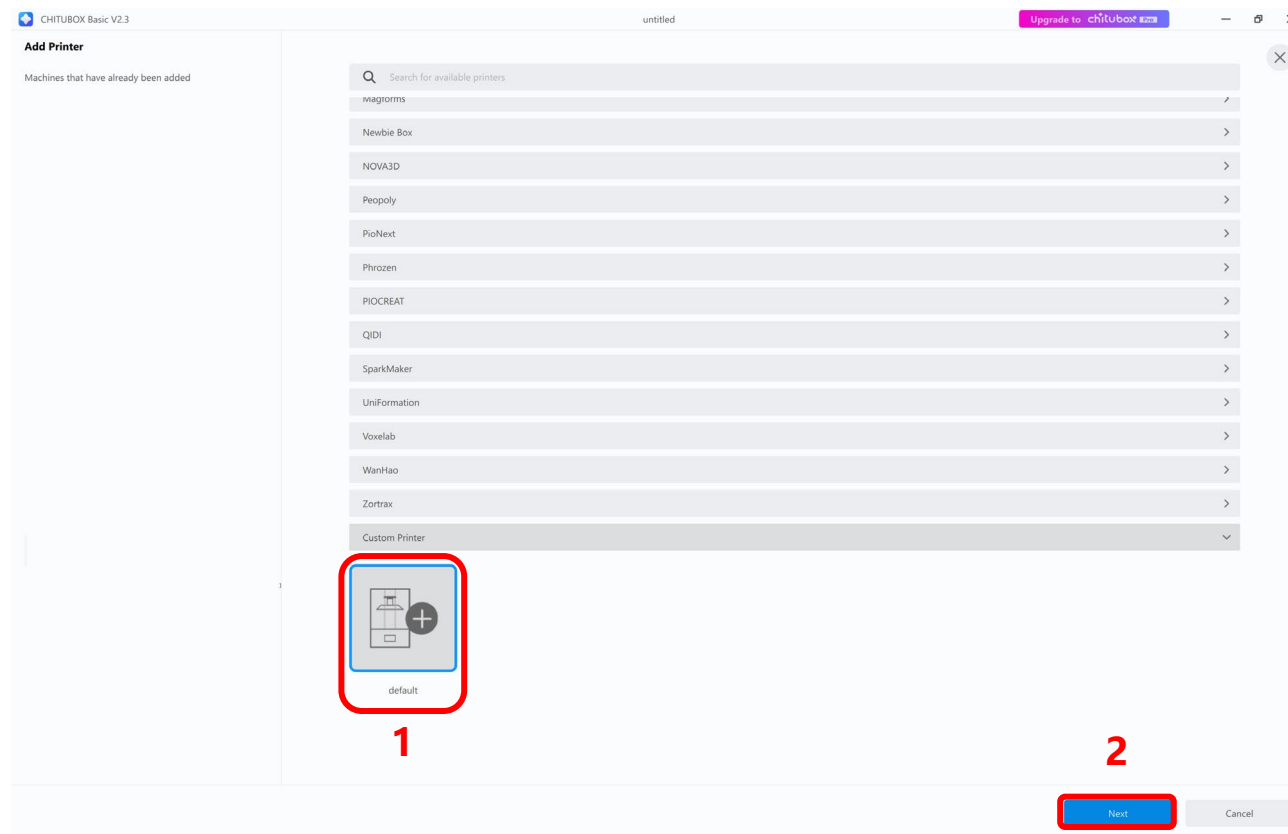 CHITUBOX Basic V2.3
untitled
Upgrade to chitubox Pro
Add Printer
Machines that have already been added
Search for available printers
Magforms
Newbie Box
NOVA3D
Peopoly
PioNext
Phrozen
PIOCREAT
QIDI
SparkMaker
UniFormation
Voxelab
WanHao
Zortrax
Custom Printer
default
1
2
Next
Cancel